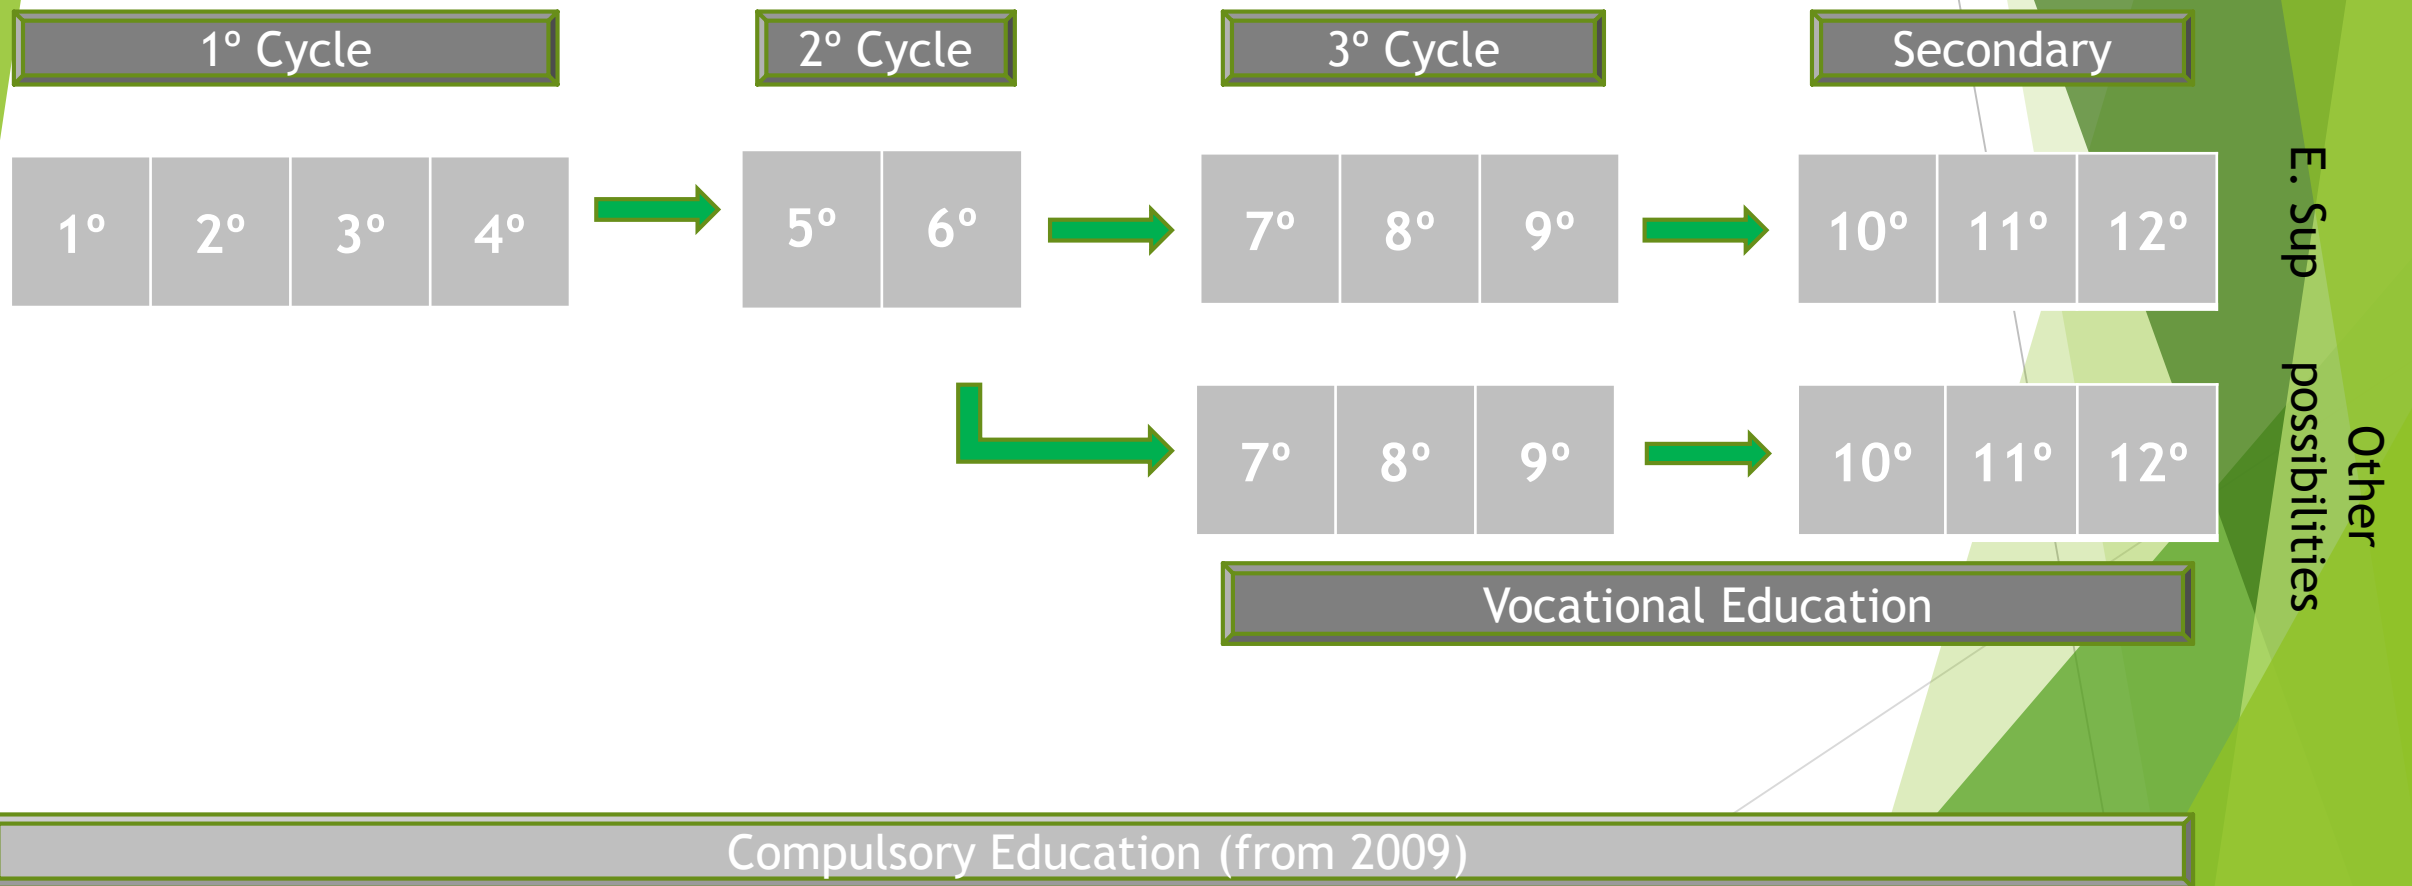 1º Cycle
2º Cycle
3º Cycle
Secondary
1º 2º 3º 4º
5º 6º
7º 8º 9º
10º 11º 12º
7º 8º 9º
10º 11º 12º
Vocational Education
E. Sup
Other
possibilities
Compulsory Education (from 2009)